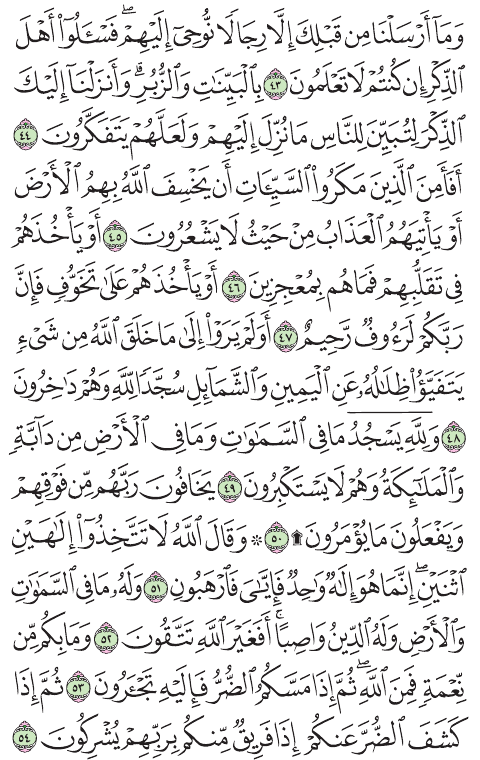 وَمَآ أَرْسَلْنَا مِن قَبْلِكَ إِلَّا رِجَالًا نُّوحِىٓ إِلَيْهِمْ ۖ فَسْـَٔلُوٓا۟ أَهْلَ
ٱلذِّكْرِ إِن كُنتُمْ لَا تَعْلَمُونَ ٤٣ بِٱلْبَيِّنَـٰتِ وَٱلزُّبُرِ ۗ وَأَنزَلْنَآ إِلَيْكَ
ٱلذِّكْرَ لِتُبَيِّنَ لِلنَّاسِ مَا نُزِّلَ إِلَيْهِمْ وَلَعَلَّهُمْ يَتَفَكَّرُونَ ٤٤
أَفَأَمِنَ ٱلَّذِينَ مَكَرُوا۟ ٱلسَّيِّـَٔاتِ أَن يَخْسِفَ ٱللَّهُ بِهِمُ ٱلْأَرْضَ
أَوْ يَأْتِيَهُمُ ٱلْعَذَابُ مِنْ حَيْثُ لَا يَشْعُرُونَ ٤٥ أَوْ يَأْخُذَهُمْ
فِى تَقَلُّبِهِمْ فَمَا هُم بِمُعْجِزِينَ ٤٦ أَوْ يَأْخُذَهُمْ عَلَىٰ تَخَوُّفٍ فَإِنَّ
رَبَّكُمْ لَرَءُوفٌ رَّحِيمٌ ٤٧ أَوَلَمْ يَرَوْا۟ إِلَىٰ مَا خَلَقَ ٱللَّهُ مِن شَىْءٍ
يَتَفَيَّؤُا۟ ظِلَـٰلُهُۥ عَنِ ٱلْيَمِينِ وَٱلشَّمَآئِلِ سُجَّدًا لِّلَّهِ وَهُمْ دَٰخِرُونَ
٤٨ وَلِلَّهِ يَسْجُدُ مَا فِى ٱلسَّمَـٰوَٰتِ وَمَا فِى ٱلْأَرْضِ مِن دَآبَّةٍ
وَٱلْمَلَـٰٓئِكَةُ وَهُمْ لَا يَسْتَكْبِرُونَ ٤٩ يَخَافُونَ رَبَّهُم مِّن فَوْقِهِمْ
وَيَفْعَلُونَ مَا يُؤْمَرُونَ ۩ ٥٠ ۞ وَقَالَ ٱللَّهُ لَا تَتَّخِذُوٓا۟ إِلَـٰهَيْنِ
ٱثْنَيْنِ ۖ إِنَّمَا هُوَ إِلَـٰهٌ وَٰحِدٌ فَإِيَّـٰىَ فَٱرْهَبُونِ ٥١ وَلَهُۥ مَا فِى ٱلسَّمَـٰوَٰتِ
وَٱلْأَرْضِ وَلَهُ ٱلدِّينُ وَاصِبًا ۚ أَفَغَيْرَ ٱللَّهِ تَتَّقُونَ ٥٢ وَمَا بِكُم مِّن
نِّعْمَةٍ فَمِنَ ٱللَّهِ ۖ ثُمَّ إِذَا مَسَّكُمُ ٱلضُّرُّ فَإِلَيْهِ تَجْـَٔرُونَ ٥٣ ثُمَّ إِذَا
كَشَفَ ٱلضُّرَّ عَنكُمْ إِذَا فَرِيقٌ مِّنكُم بِرَبِّهِمْ يُشْرِكُونَ ٥٤